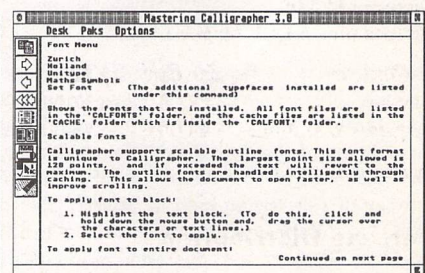 Mastering Calligrapher 3.0
Desk Paks Options
Font Menu
Zurich
Holland
Unitype
Maths Symbols
Set Font (The additional typefaces installed are listed
under this command)
Shows the fonts that are installed. All font files are listed
in the 'CALFONTS' folder, and the cache files are listed in the
'CACHE' folder which is inside the 'CALFONT' folder.
Scalable Fonts
Calligrapher supports scalable outline fonts. This font format
is unique to Calligrapher. The largest point size allowed is
128 points, and if exceeded the text will revert to the
maximum. The outline fonts are handled intelligently through
caching. This allows the document to open faster, as well as
improve scrolling.
To apply font to block:
1. Highlight the text block. (To do this, click and
hold down the mouse button and, drag the cursor over
the characters or text lines.)
2. Select the font to apply.
To apply font to entire document:
Continued on next page